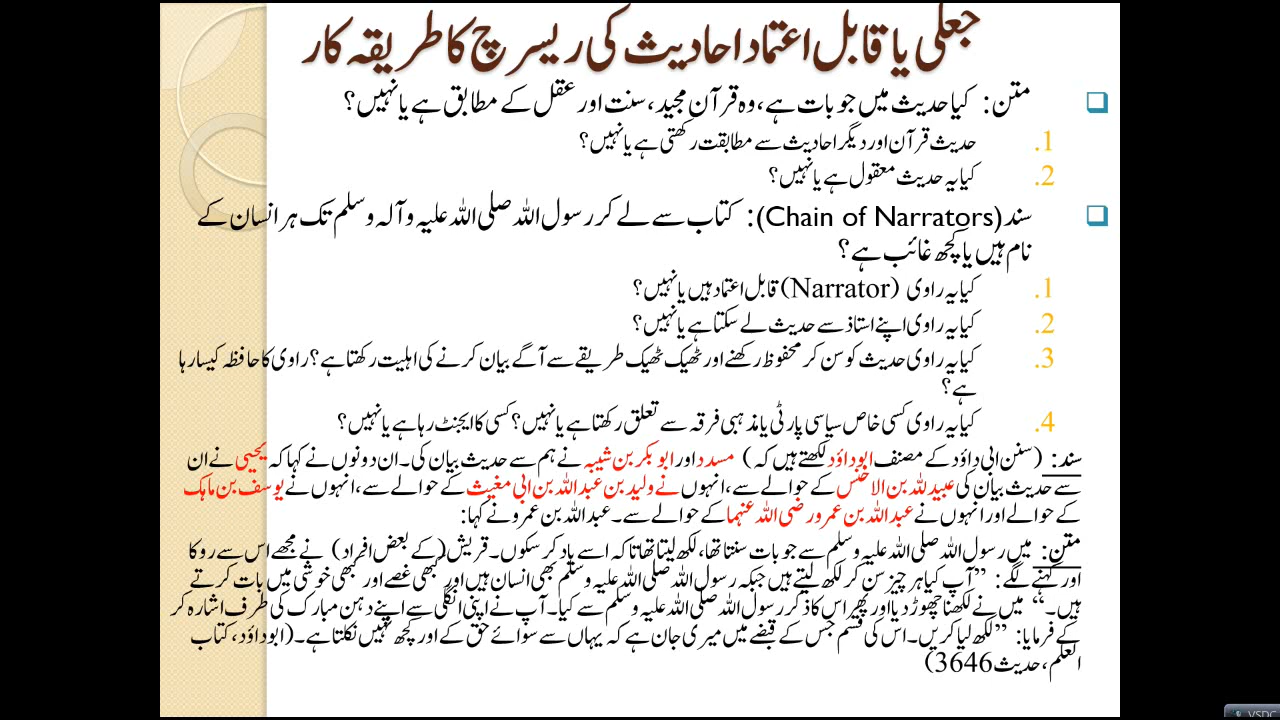 جعلی یا قابل اعتماد احادیث کی ریسرچ کا طریقہ کار
❑ متن: کیا حدیث میں جو بات ہے، وہ قرآن مجید، سنت اور عقل کے مطابق ہے یا نہیں؟
1. حدیث قرآن اور دیگر احادیث سے مطابقت رکھتی ہے یا نہیں؟
2. کیا یہ حدیث معقول ہے یا نہیں؟
❑ سند (Chain of Narrators): کتاب سے لے کر رسول اللہ صلی اللہ علیہ و آلہ وسلم تک ہر انسان کے
نام ہیں یا کچھ غائب ہے؟
1. کیا یہ راوی (Narrator) قابل اعتماد ہیں یا نہیں؟
2. کیا یہ راوی اپنے استاذ سے حدیث لے سکتا ہے یا نہیں؟
3. کیا یہ راوی حدیث کو سن کر محفوظ رکھنے اور ٹھیک ٹھیک طریقے سے آگے بیان کرنے کی اہلیت رکھتا ہے؟ راوی کا حافظہ کیسا رہا
ہے؟
4. کیا یہ راوی کسی خاص سیاسی پارٹی یا مذہبی فرقہ سے تعلق رکھتا ہے یا نہیں؟ کسی کا ایجنٹ رہا ہے یا نہیں؟
سند: (سنن ابی داؤد کے مصنف ابو داؤد لکھتے ہیں کہ) مسدد اور ابو بکر بن شیبہ نے ہم سے حدیث بیان کی۔ ان دونوں نے کہا کہ یحیی نے ان
سے حدیث بیان کی عبید للہ بن الاخنس کے حوالے سے، انہوں نے ولید بن عبد اللہ بن ابی مغیث کے حوالے سے، انہوں نے یوسف بن ماہک
کے حوالے اور انہوں نے عبد اللہ بن عمرو رضی اللہ عنہما کے حوالے سے۔ عبد اللہ بن عمرو نے کہا:
متن: میں رسول اللہ صلی اللہ علیہ وسلم سے جو بات سنتا تھا، لکھ لیتا تھا تا کہ اسے یاد کر سکوں۔ قریش (کے بعض افراد) نے مجھے اس سے روکا
اور کہنے لگے: ”آپ کیا ہر چیز سن کر لکھ لیتے ہیں جبکہ رسول اللہ صلی اللہ علیہ وسلم بھی انسان ہیں اور کبھی غصے اور کبھی خوشی میں بات کرتے
ہیں۔“ میں نے لکھنا چھوڑ دیا اور پھر اس کا ذکر رسول اللہ صلی اللہ علیہ وسلم سے کیا۔ آپ نے اپنی انگلی سے اپنے دہن مبارک کی طرف اشارہ کر
کے فرمایا: ”لکھ لیا کریں۔ اس کی قسم جس کے قبضے میں میری جان ہے کہ یہاں سے سوائے حق کے اور کچھ نہیں نکلتا ہے۔ (ابو داؤد، کتاب
العلم، حدیث 3646)
VSDC